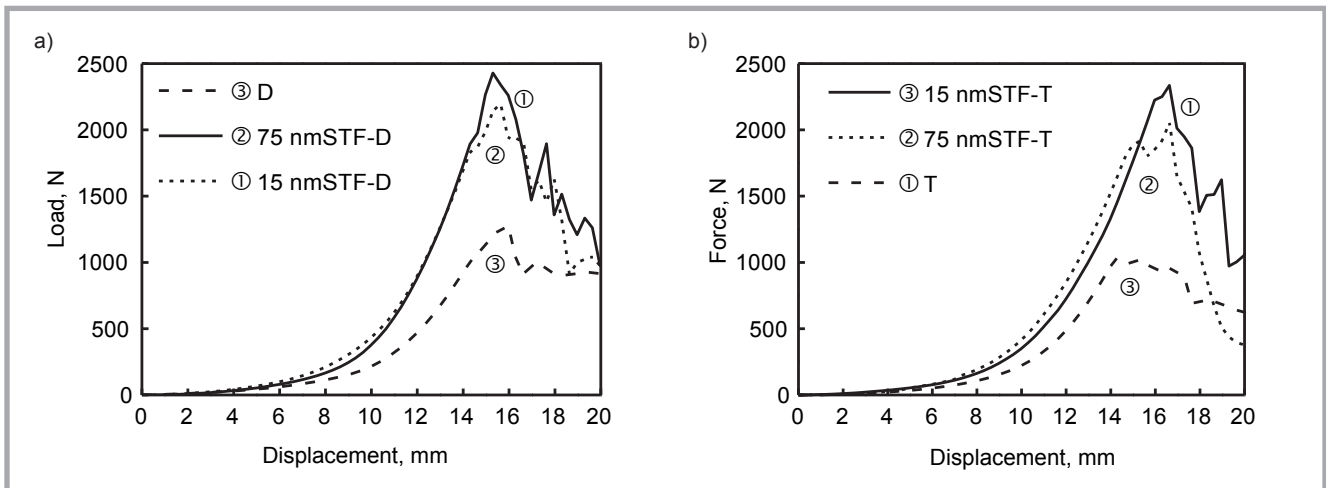 a)
2500
2000
1500
1000
500
0
Load, N
③ D
② 75 nmSTF-D
① 15 nmSTF-D
①
②
③
0 2 4 6 8 10 12 14 16 18 20
Displacement, mm
b)
2500
2000
1500
1000
500
0
Force, N
③ 15 nmSTF-T
② 75 nmSTF-T
① T
①
②
③
0 2 4 6 8 10 12 14 16 18 20
Displacement, mm